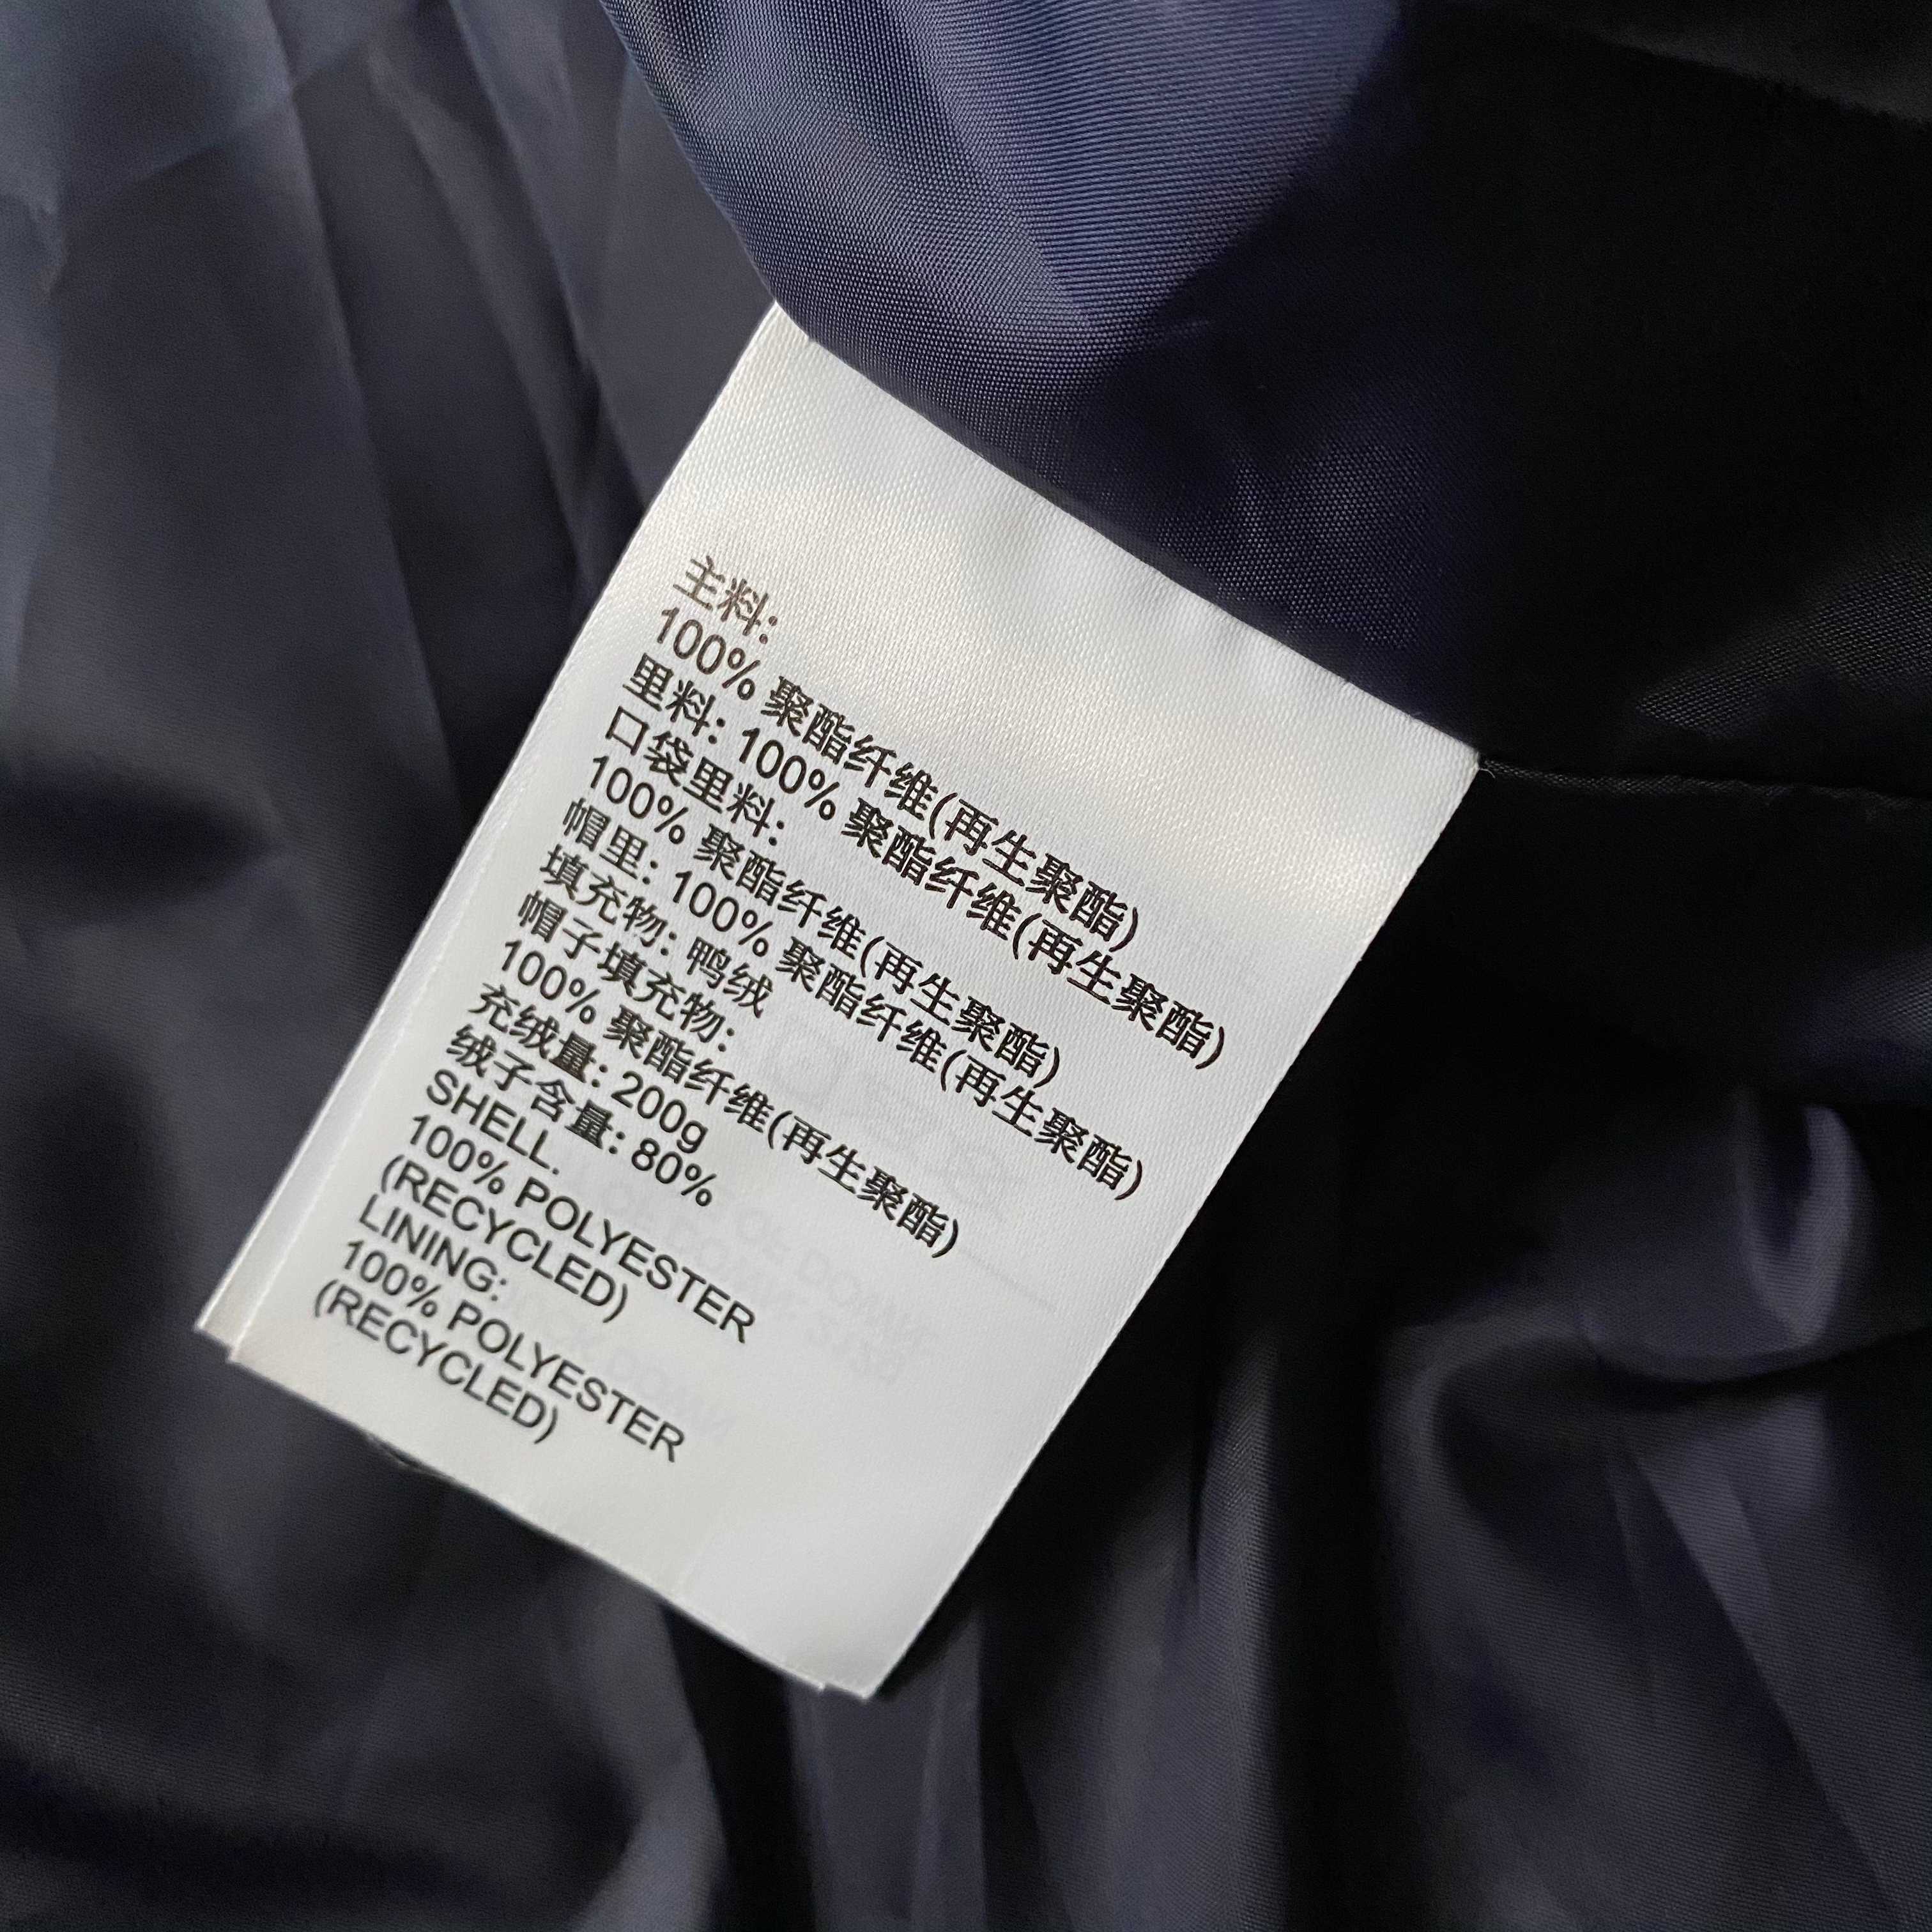 主料:
100% 聚酯纤维(再生聚酯)
里料: 100% 聚酯纤维(再生聚酯)
口袋里料:
100% 聚酯纤维(再生聚酯)
帽里: 100% 聚酯纤维(再生聚酯)
填充物: 鸭绒
帽子填充物:
100% 聚酯纤维(再生聚酯)
充绒量: 200g
绒子含量: 80%
SHELL.
100% POLYESTER
(RECYCLED)
LINING:
100% POLYESTER
(RECYCLED)